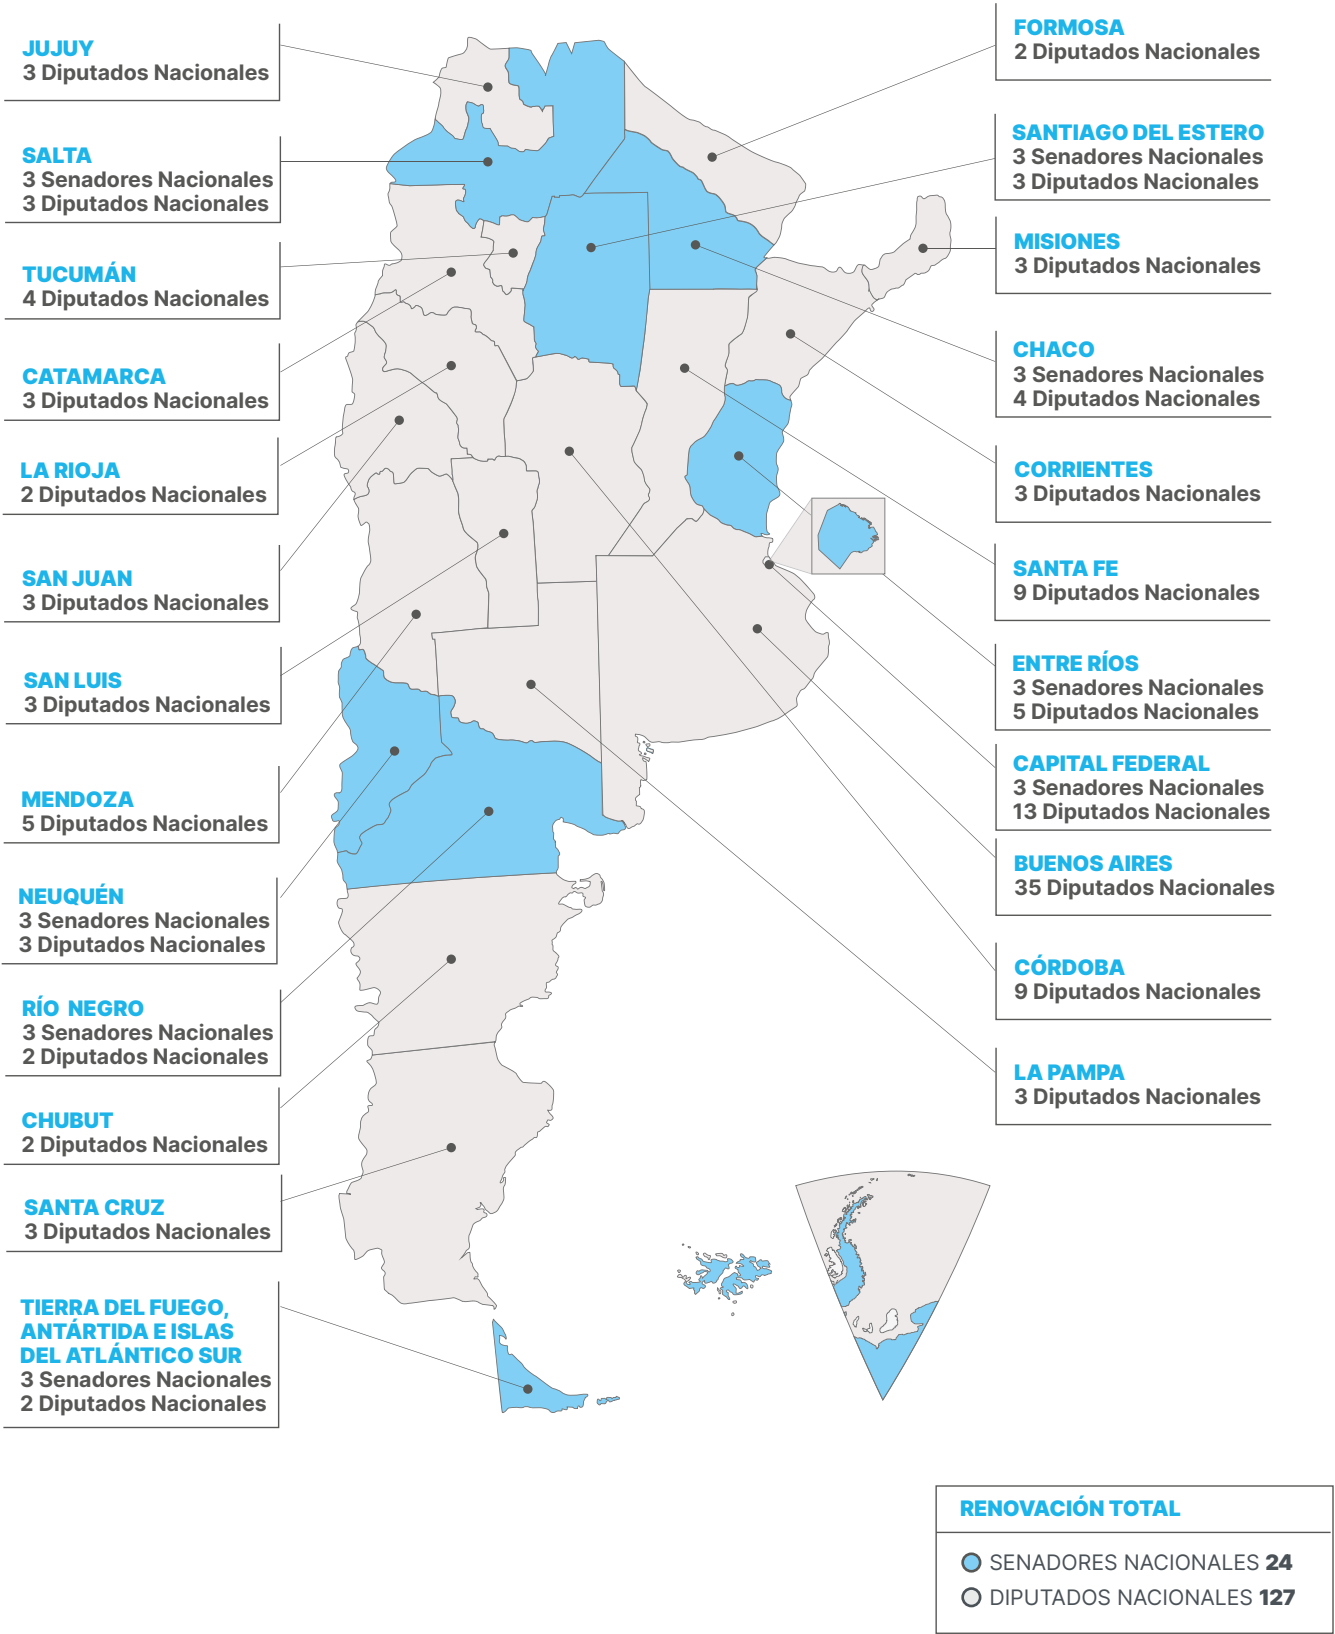 JUJUY
3 Diputados Nacionales
SALTA
3 Senadores Nacionales
3 Diputados Nacionales
TUCUMÁN
4 Diputados Nacionales
CATAMARCA
3 Diputados Nacionales
LA RIOJA
2 Diputados Nacionales
SAN JUAN
3 Diputados Nacionales
SAN LUIS
3 Diputados Nacionales
MENDOZA
5 Diputados Nacionales
NEUQUÉN
3 Senadores Nacionales
3 Diputados Nacionales
RÍO NEGRO
3 Senadores Nacionales
2 Diputados Nacionales
CHUBUT
2 Diputados Nacionales
SANTA CRUZ
3 Diputados Nacionales
TIERRA DEL FUEGO,
ANTÁRTIDA E ISLAS
DEL ATLÁNTICO SUR
3 Senadores Nacionales
2 Diputados Nacionales
FORMOSA
2 Diputados Nacionales
SANTIAGO DEL ESTERO
3 Senadores Nacionales
3 Diputados Nacionales
MISIONES
3 Diputados Nacionales
CHACO
3 Senadores Nacionales
4 Diputados Nacionales
CORRIENTES
3 Diputados Nacionales
SANTA FE
9 Diputados Nacionales
ENTRE RÍOS
3 Senadores Nacionales
5 Diputados Nacionales
CAPITAL FEDERAL
3 Senadores Nacionales
13 Diputados Nacionales
BUENOS AIRES
35 Diputados Nacionales
CÓRDOBA
9 Diputados Nacionales
LA PAMPA
3 Diputados Nacionales
RENOVACIÓN TOTAL
SENADORES NACIONALES 24
DIPUTADOS NACIONALES 127